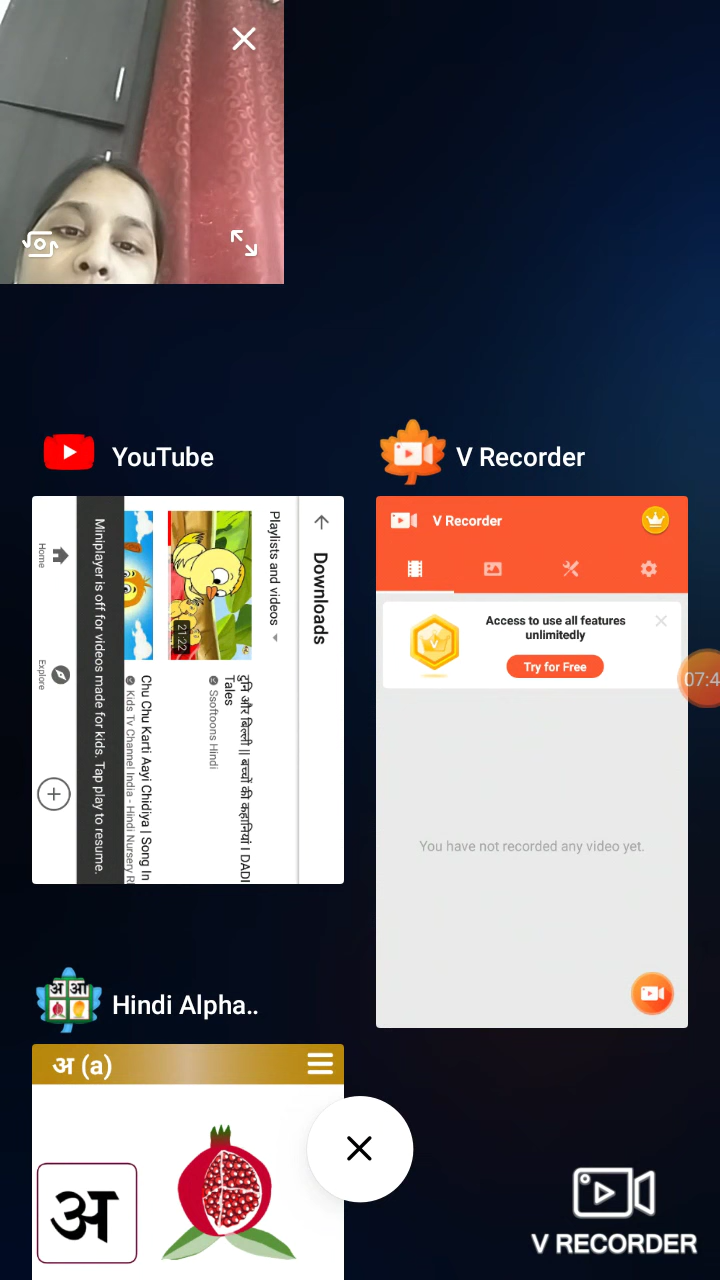 YouTube
V Recorder
← Downloads
Playlists and videos
21:22
टुनि और बिल्ली || बच्चों की कहानियां I DADI
Tales
Ssoftoons Hindi
Chu Chu Karti Aayi Chidiya | Song In
Kids Tv Channel India - Hindi Nursery R
Miniplayer is off for videos made for kids. Tap play to resume.
Home
Explore
V Recorder
Access to use all features
unlimitedly
Try for Free
07:4
You have not recorded any video yet.
अ आ
Hindi Alpha..
अ (a)
अ
V RECORDER